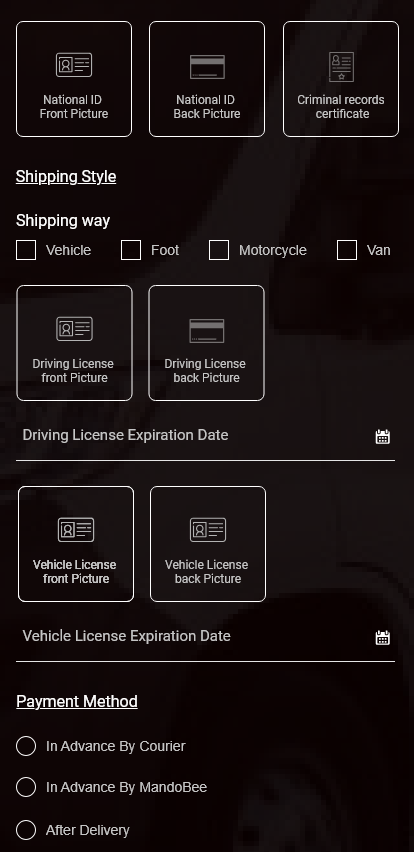 National ID
Front Picture
National ID
Back Picture
Criminal records
certificate
Shipping Style
Shipping way
Vehicle
Foot
Motorcycle
Van
Driving License
front Picture
Driving License
back Picture
Driving License Expiration Date
Vehicle License
front Picture
Vehicle License
back Picture
Vehicle License Expiration Date
Payment Method
In Advance By Courier
In Advance By MandoBee
After Delivery